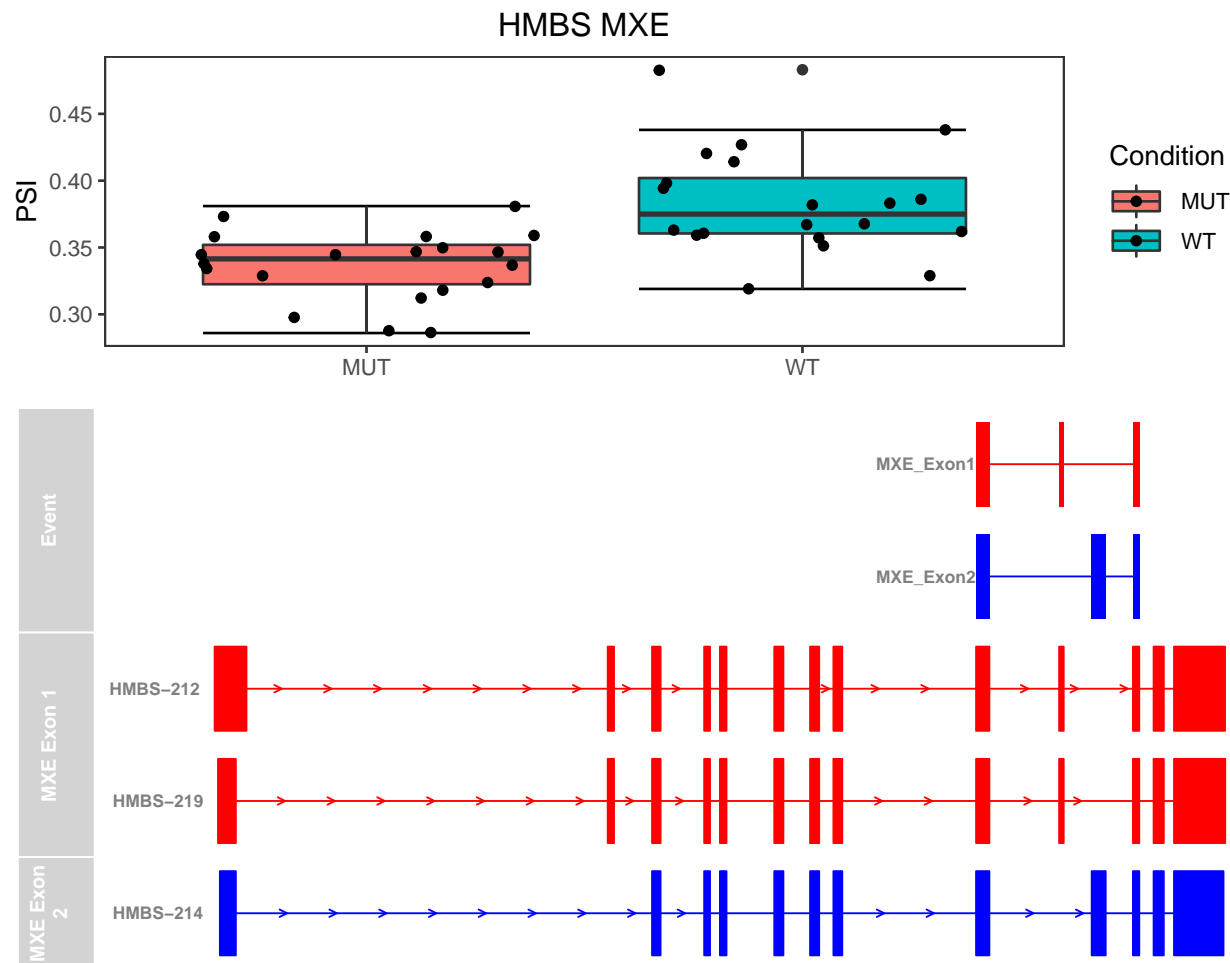 HMBS MXE
PSI
0.45
0.40
0.35
0.30
MUT
WT
Condition
MUT
WT
Event
MXE_Exon1
MXE_Exon2
MXE Exon 1
HMBS−212
HMBS−219
MXE Exon
2
HMBS−214